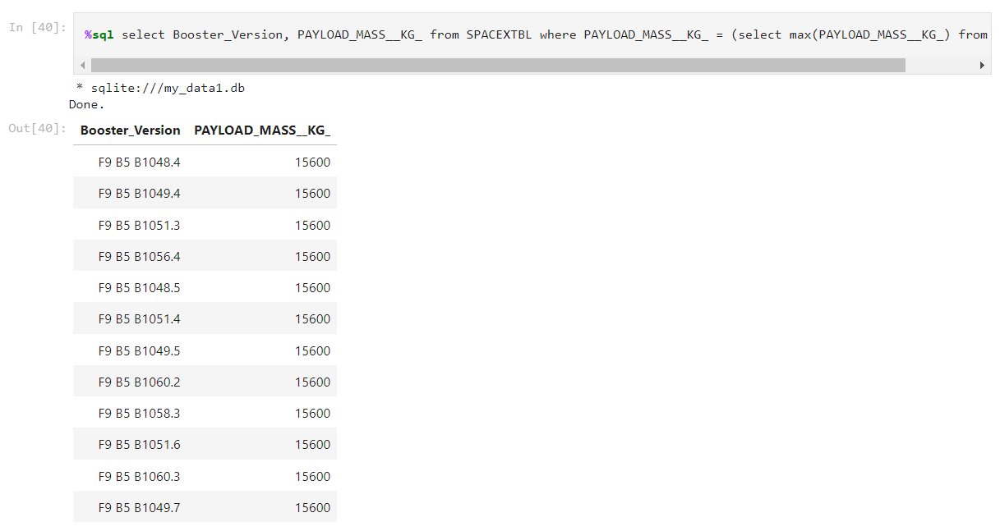 In [40]: %sql select Booster_Version, PAYLOAD_MASS__KG_ from SPACEXTBL where PAYLOAD_MASS__KG_ = (select max(PAYLOAD_MASS__KG_) from
* sqlite:///my_data1.db
Done.
Out[40]: Booster_Version PAYLOAD_MASS__KG_
F9 B5 B1048.4 15600
F9 B5 B1049.4 15600
F9 B5 B1051.3 15600
F9 B5 B1056.4 15600
F9 B5 B1048.5 15600
F9 B5 B1051.4 15600
F9 B5 B1049.5 15600
F9 B5 B1060.2 15600
F9 B5 B1058.3 15600
F9 B5 B1051.6 15600
F9 B5 B1060.3 15600
F9 B5 B1049.7 15600